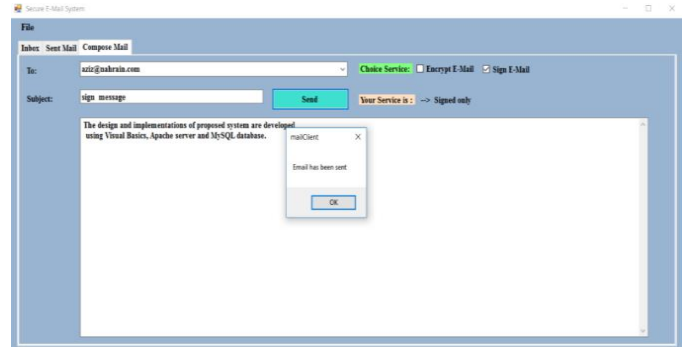 Secure E-Mail System
File
Inbox Sent Mail Compose Mail
To: aziz@nahrain.com Choice Service: Encrypt E-Mail Sign E-Mail
Subject: sign message Send Your Service is : --> Signed only
The design and implementations of proposed system are developed
using Visual Basics, Apache server and MySQL database.
mailClient
Email has been sent
OK